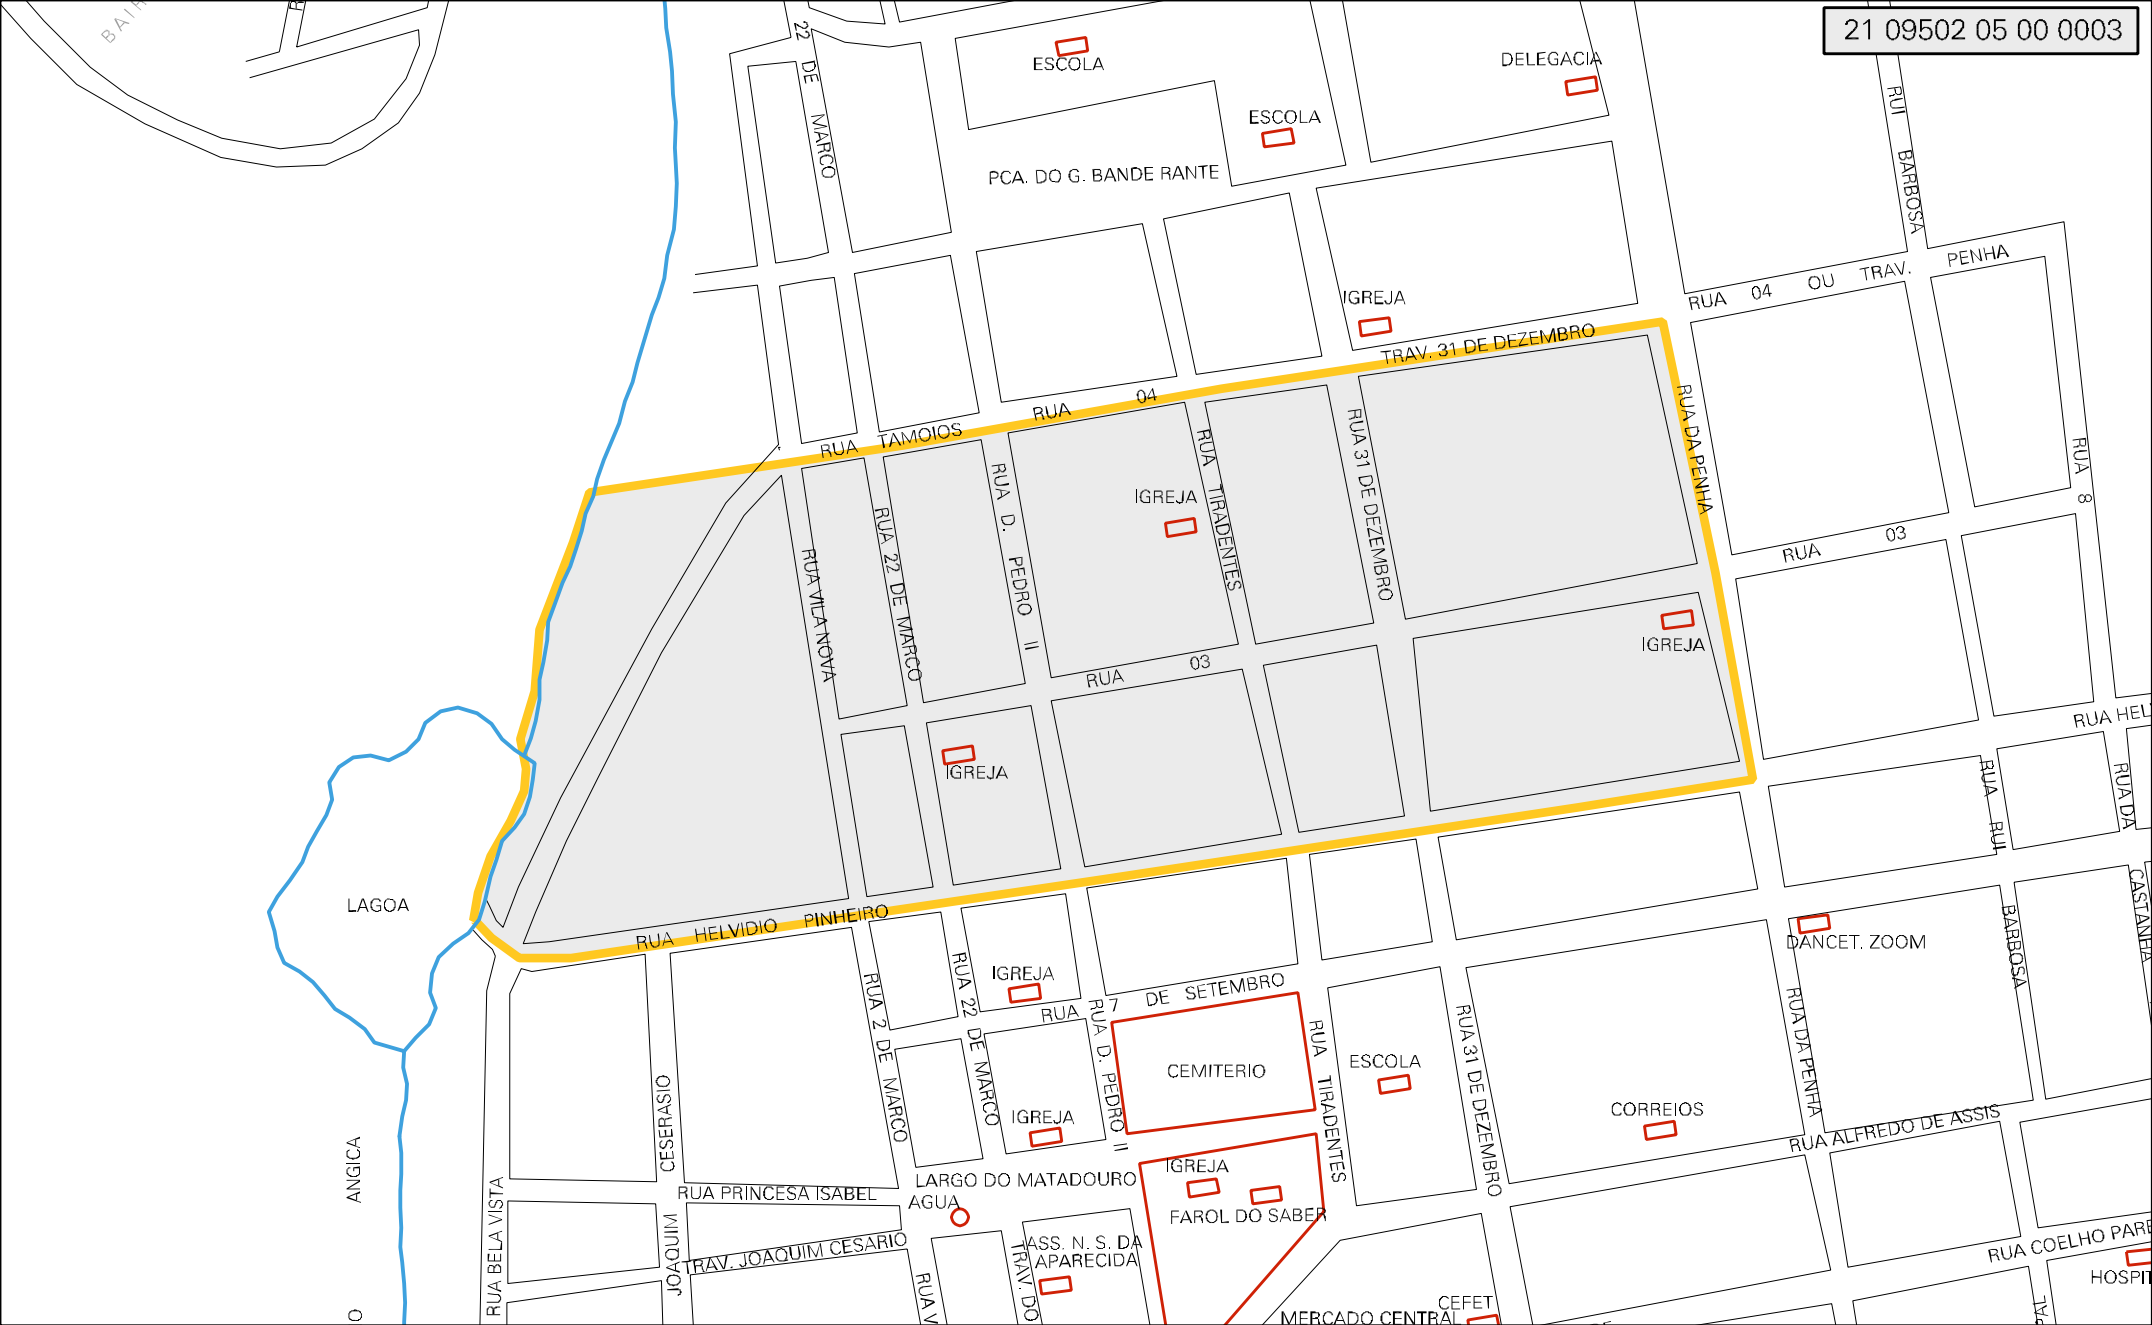 21 09502 05 00 0003
BAIR
R
22 DE MARCO
ESCOLA
DELEGACIA
ESCOLA
RUI BARBOSA
PCA. DO G. BANDE RANTE
RUA 04 OU TRAV. PENHA
IGREJA
TRAV. 31 DE DEZEMBRO
RUA 04
RUA TAMOIOS
RUA DA PENHA
RUA 8
RUA 31 DE DEZEMBRO
RUA TIRADENTES
RUA D. PEDRO II
RUA 22 DE MARCO
RUA VILA NOVA
IGREJA
RUA 03
IGREJA
RUA 03
RUA HEL
IGREJA
RUA RUI
RUA DA
LAGOA
RUA HELVIDIO PINHEIRO
CASTANHA
BARBOSA
DANCET. ZOOM
IGREJA
RUA 2 DE MARCO
RUA 22 DE MARCO
RUA 7 DE SETEMBRO
RUA D. PEDRO II
RUA TIRADENTES
RUA 31 DE DEZEMBRO
RUA DA PENHA
CEMITERIO
ESCOLA
CORREIOS
IGREJA
RUA ALFREDO DE ASSIS
ANGICA
O
JOAQUIM CESERASIO
RUA BELA VISTA
RUA PRINCESA ISABEL
LARGO DO MATADOURO
IGREJA
AGUA
FAROL DO SABER
TRAV. JOAQUIM CESARIO
ASS. N. S. DA
APARECIDA
TRAV. DO
RUA V
RUA COELHO PARE
HOSPIT
CEFET
MERCADO CENTRAL